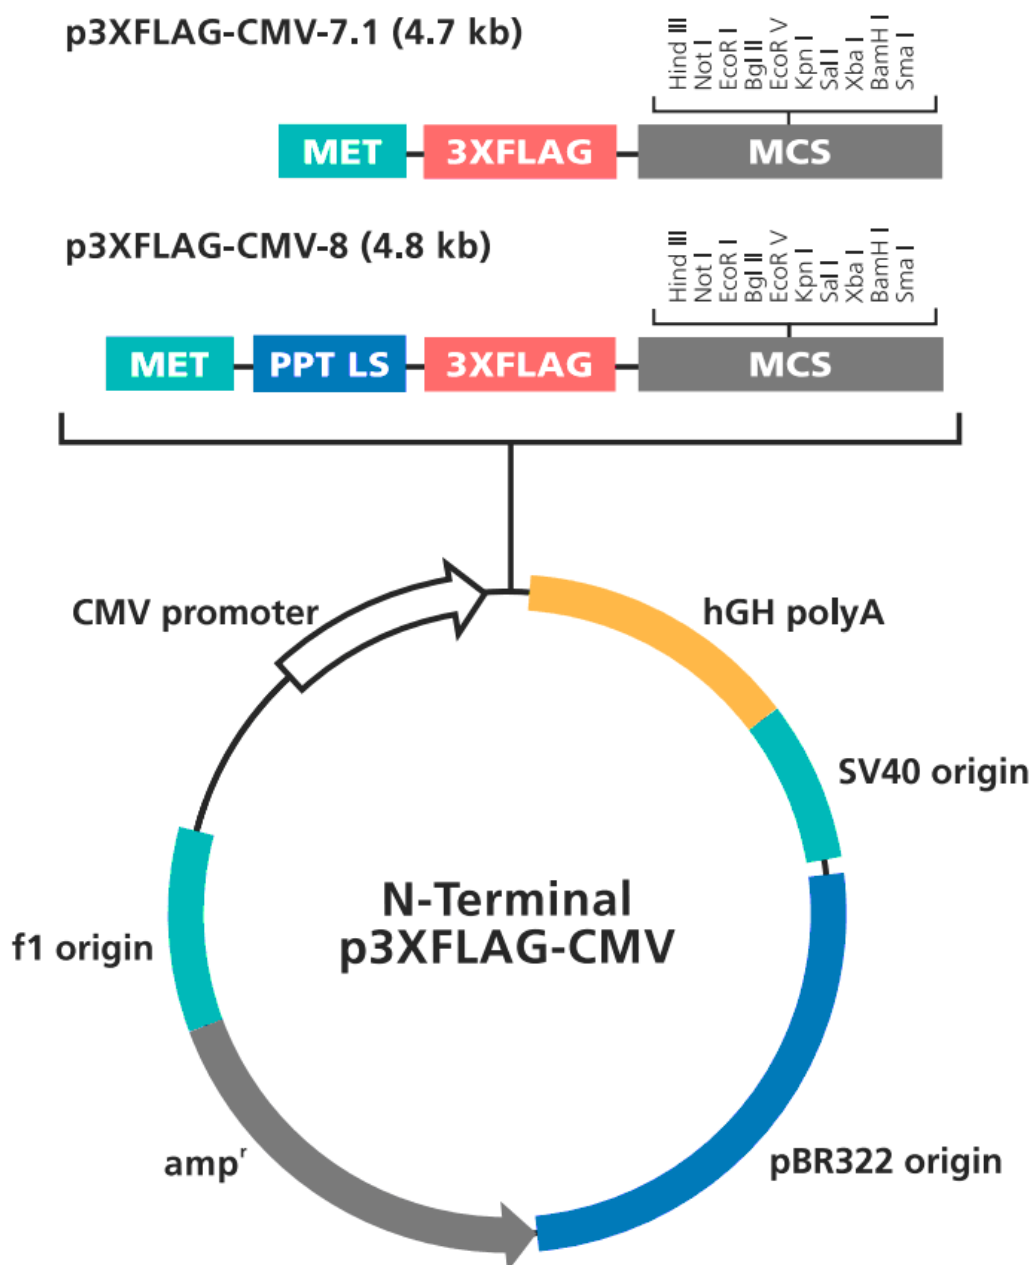 p3XFLAG-CMV-7.1 (4.7 kb)
Hind III
Not I
EcoR I
Bgl II
EcoR V
Kpn I
Sal I
Xba I
BamH I
Sma I
MET
3XFLAG
MCS
p3XFLAG-CMV-8 (4.8 kb)
Hind III
Not I
EcoR I
Bgl II
EcoR V
Kpn I
Sal I
Xba I
BamH I
Sma I
MET
PPT LS
3XFLAG
MCS
CMV promoter
hGH polyA
SV40 origin
N-Terminal
p3XFLAG-CMV
f1 origin
ampʳ
pBR322 origin